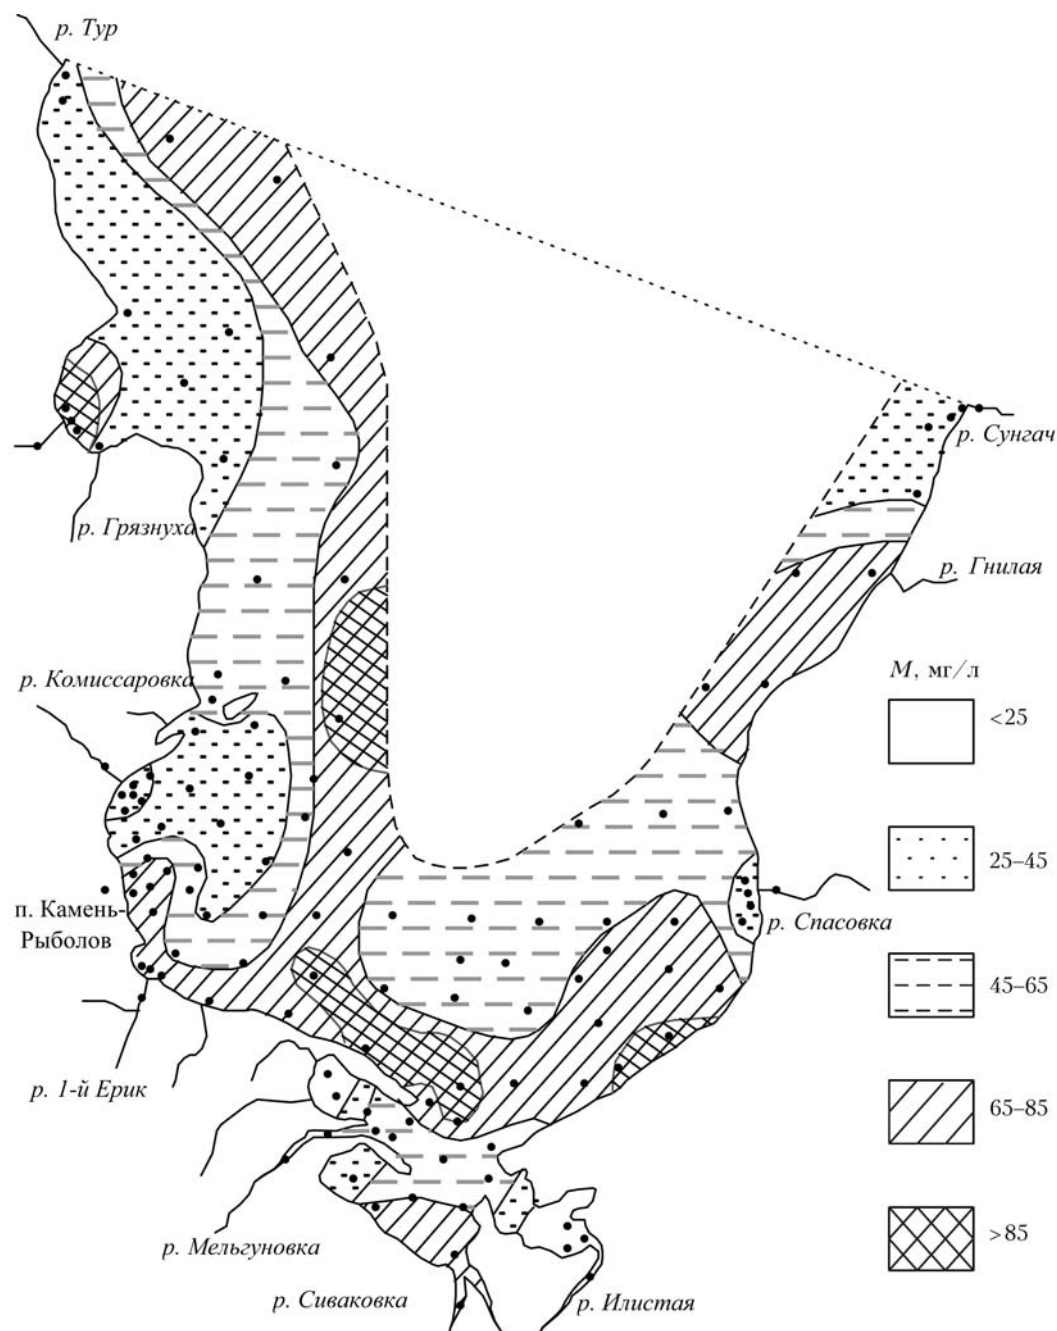 р. Тур
р. Сунгач
р. Грязнуха
р. Гнилая
р. Комиссаровка
М, мг/л
<25
25–45
п. Камень-
Рыболов
р. Спасовка
45–65
р. 1-й Ерик
65–85
р. Мельгуновка
>85
р. Сиваковка
р. Илистая